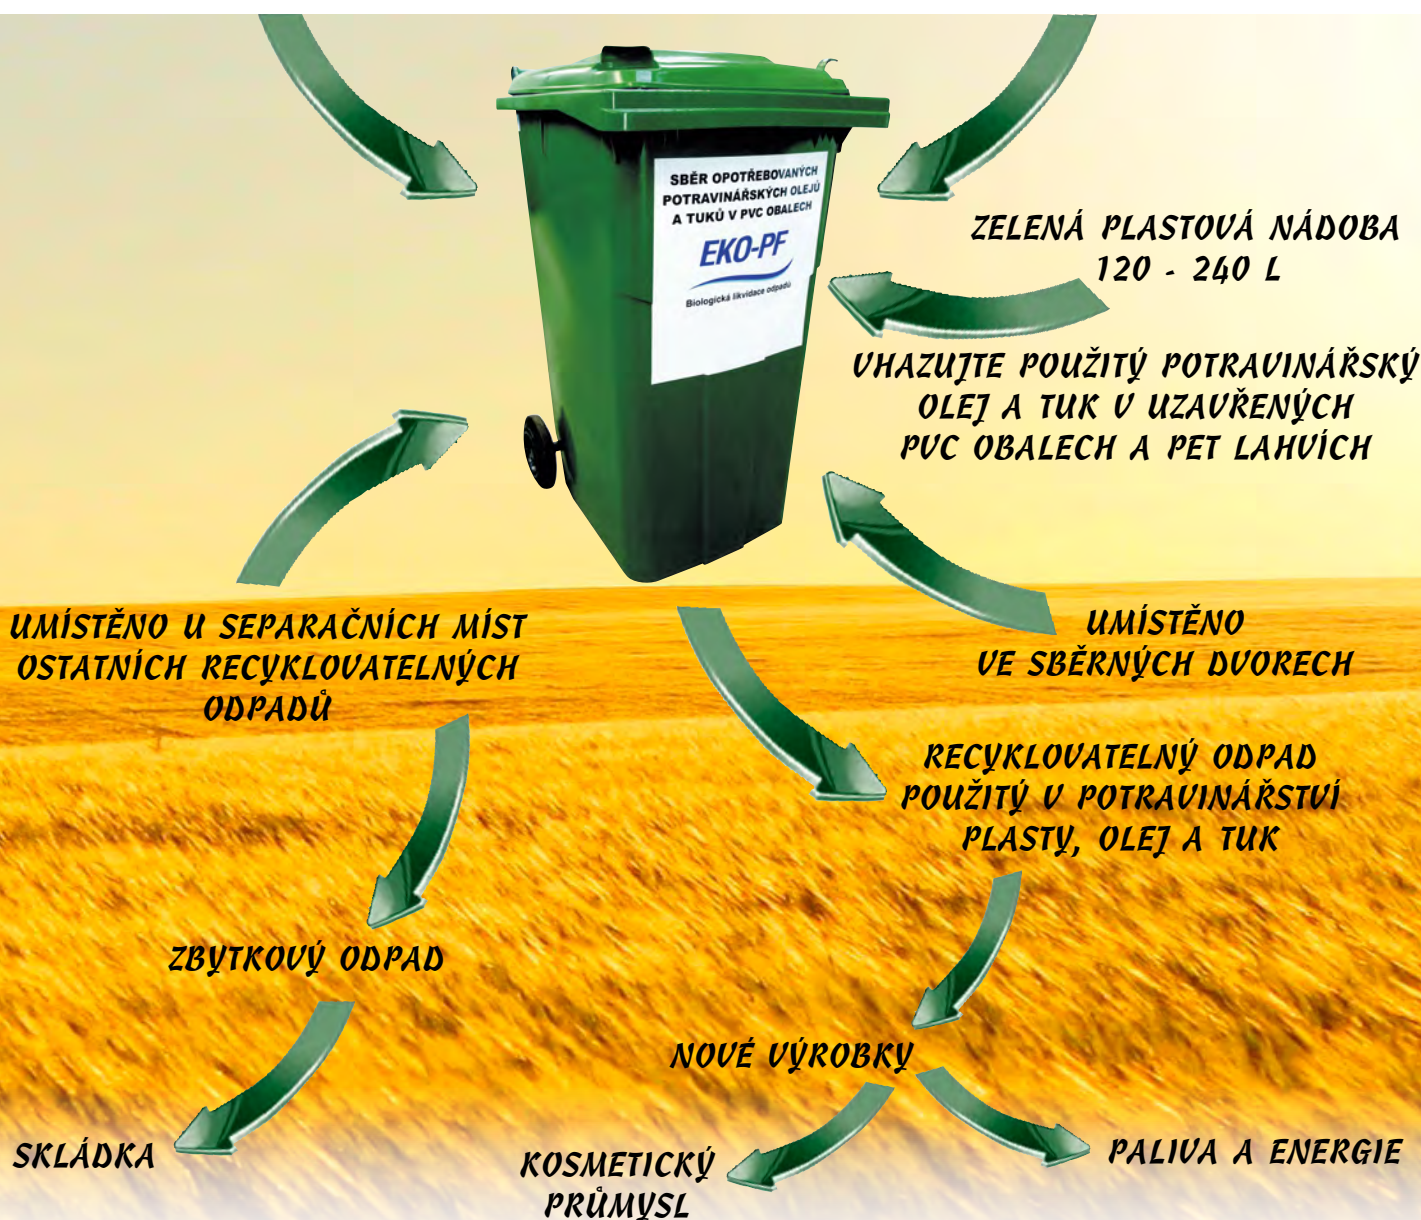 SBĚR OPOTŘEBOVANÝCH
POTRAVINÁŘSKÝCH OLEJŮ
A TUKŮ V PVC OBALECH
EKO-PF
Biologická likvidace odpadů
ZELENÁ PLASTOVÁ NÁDOBA
120 - 240 L
VHAZUJTE POUŽITÝ POTRAVINÁŘSKÝ
OLEJ A TUK V UZAVŘENÝCH
PVC OBALECH A PET LAHVÍCH
UMÍSTĚNO U SEPARAČNÍCH MÍST
OSTATNÍCH RECYKLOVATELNÝCH
ODPADŮ
UMÍSTĚNO
VE SBĚRNÝCH DVORECH
RECYKLOVATELNÝ ODPAD
POUŽITÝ V POTRAVINÁŘSTVÍ
PLASTY, OLEJ A TUK
ZBYTKOVÝ ODPAD
NOVÉ VÝROBKY
SKLÁDKA
KOSMETICKÝ
PRŮMYSL
PALIVA A ENERGIE